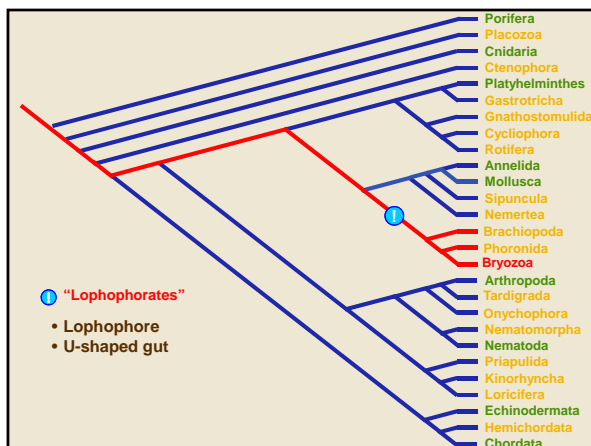 Porifera
Placozoa
Cnidaria
Ctenophora
Platyhelminthes
Gastrotricha
Gnathostomulida
Cycliophora
Rotifera
Annelida
Mollusca
Sipuncula
Nemertea
!
Brachiopoda
Phoronida
Bryozoa
Arthropoda
Tardigrada
Onychophora
Nematomorpha
Nematoda
Priapulida
Kinorhyncha
Loricifera
Echinodermata
Hemichordata
Chordata
! “Lophophorates”
• Lophophore
• U-shaped gut